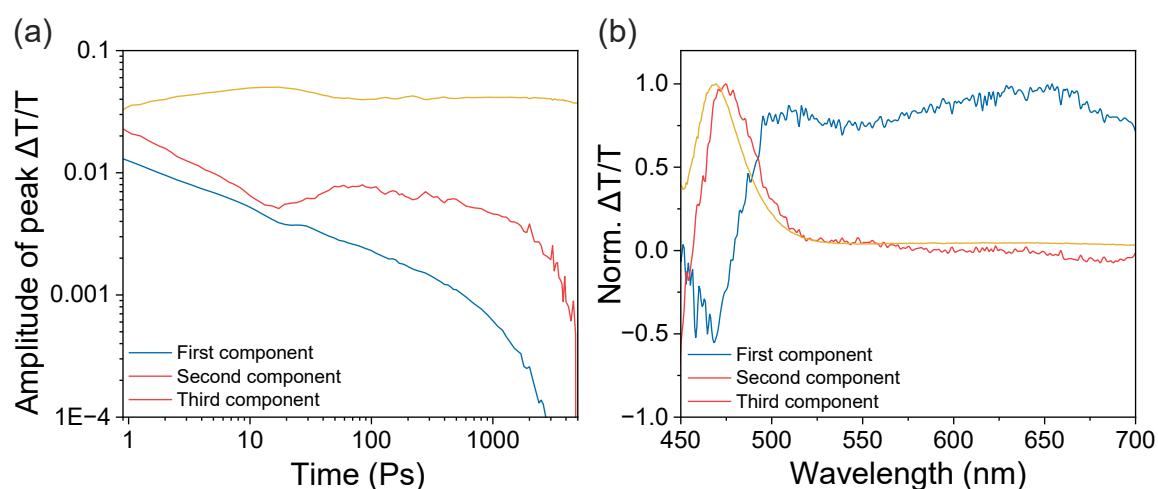 (a)
Amplitude of peak ΔT/T
0.1
0.01
0.001
1E−4
First component
Second component
Third component
1
10
100
1000
Time (Ps)
(b)
Norm. ΔT/T
1.0
0.5
0.0
−0.5
−1.0
First component
Second component
Third component
450
500
550
600
650
700
Wavelength (nm)